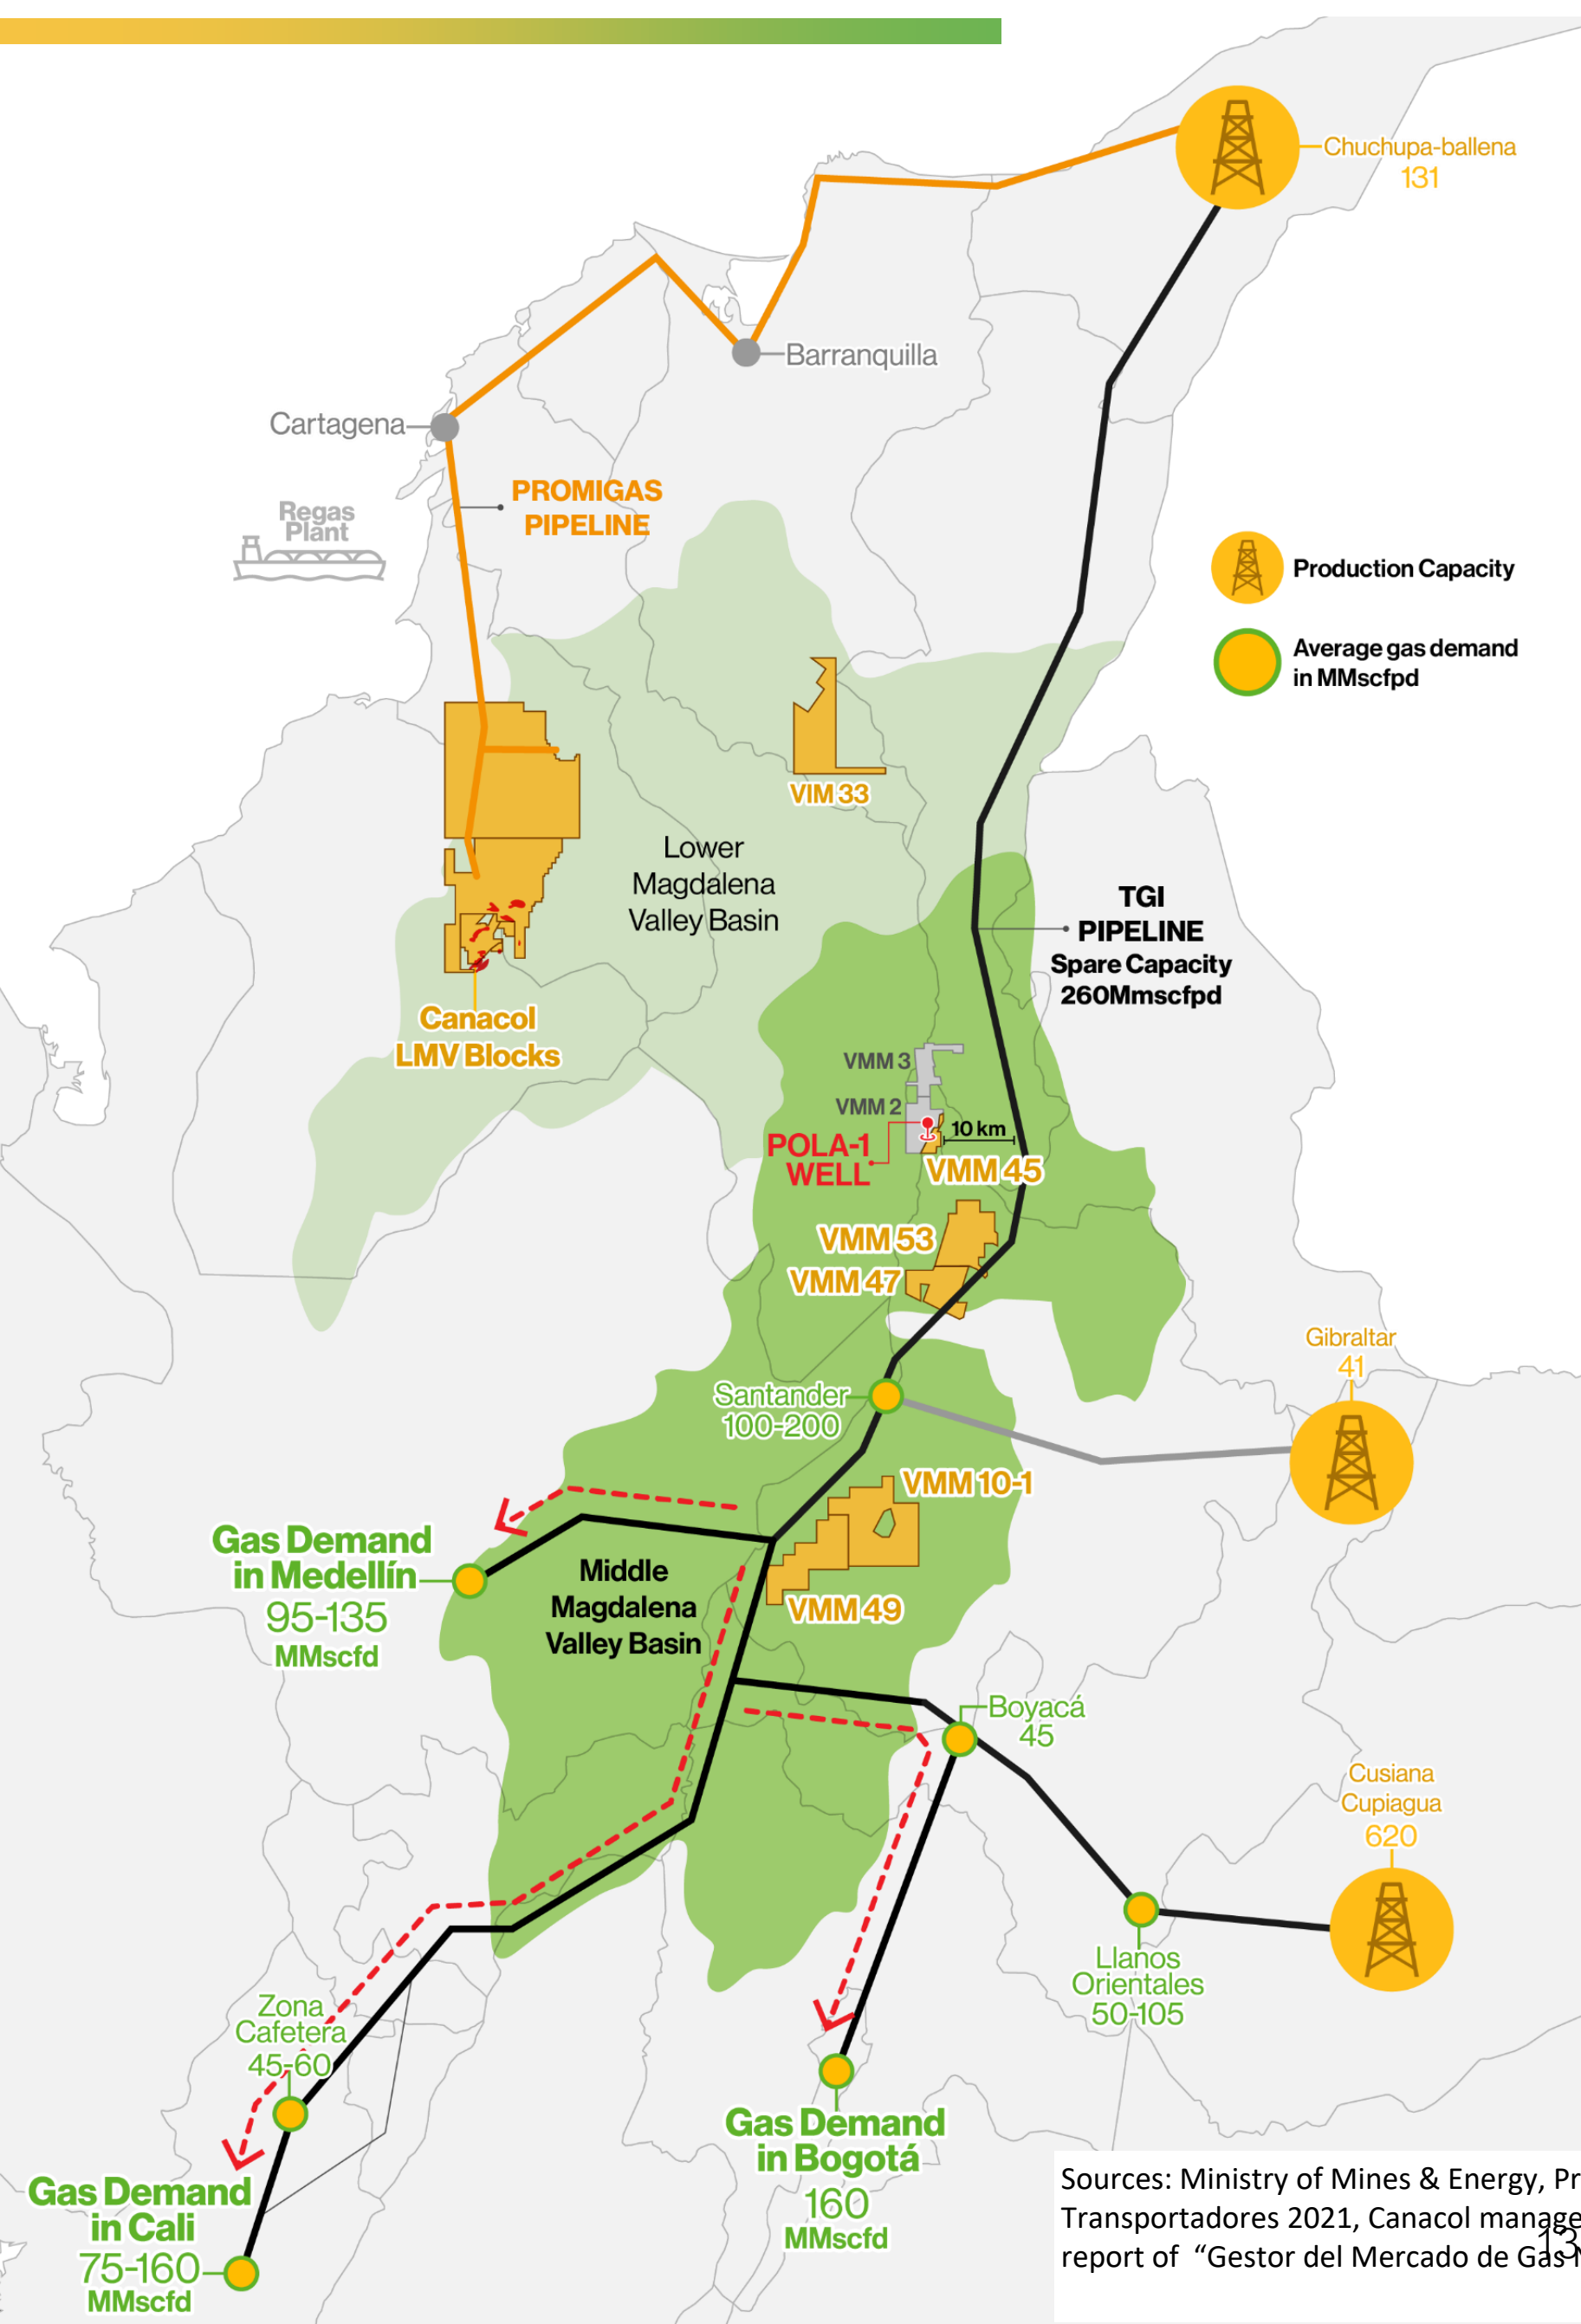 Chuchupa-ballena
131
Barranquilla
Cartagena
PROMIGAS
PIPELINE
Regas
Plant
Production Capacity
Average gas demand
in MMscfpd
VIM 33
Lower
Magdalena
Valley Basin
TGI
PIPELINE
Spare Capacity
260Mmscfpd
Canacol
LMV Blocks
VMM 3
VMM 2
10 km
POLA-1
WELL
VMM 45
VMM 53
VMM 47
Gibraltar
41
Santander
100-200
VMM 10-1
Gas Demand
in Medellín
95-135
MMscfd
Middle
Magdalena
Valley Basin
VMM 49
Boyacá
45
Cusiana
Cupiagua
620
Llanos
Orientales
50-105
Zona
Cafetera
45-60
Gas Demand
in Bogotá
160
MMscfd
Gas Demand
in Cali
75-160
MMscfd
Sources: Ministry of Mines & Energy, Pr
Transportadores 2021, Canacol manage
report of “Gestor del Mercado de Gas
13